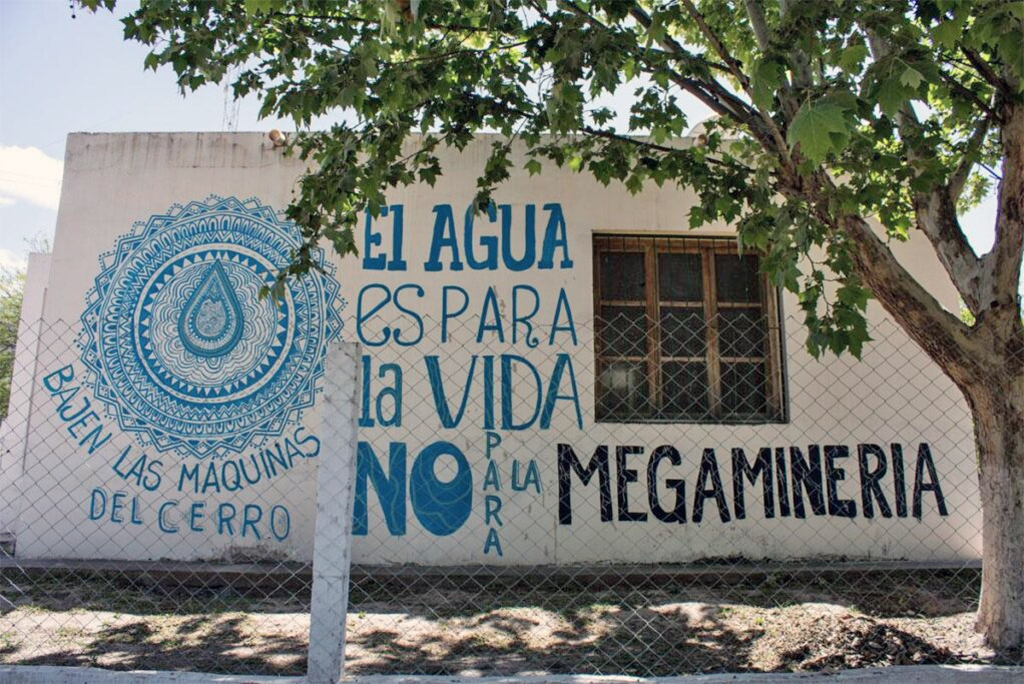 El AGUA
es PARA
la VIDA
NO PARA LA MEGAMINERIA
BAJEN LAS MAQUINAS
DEL CERRO